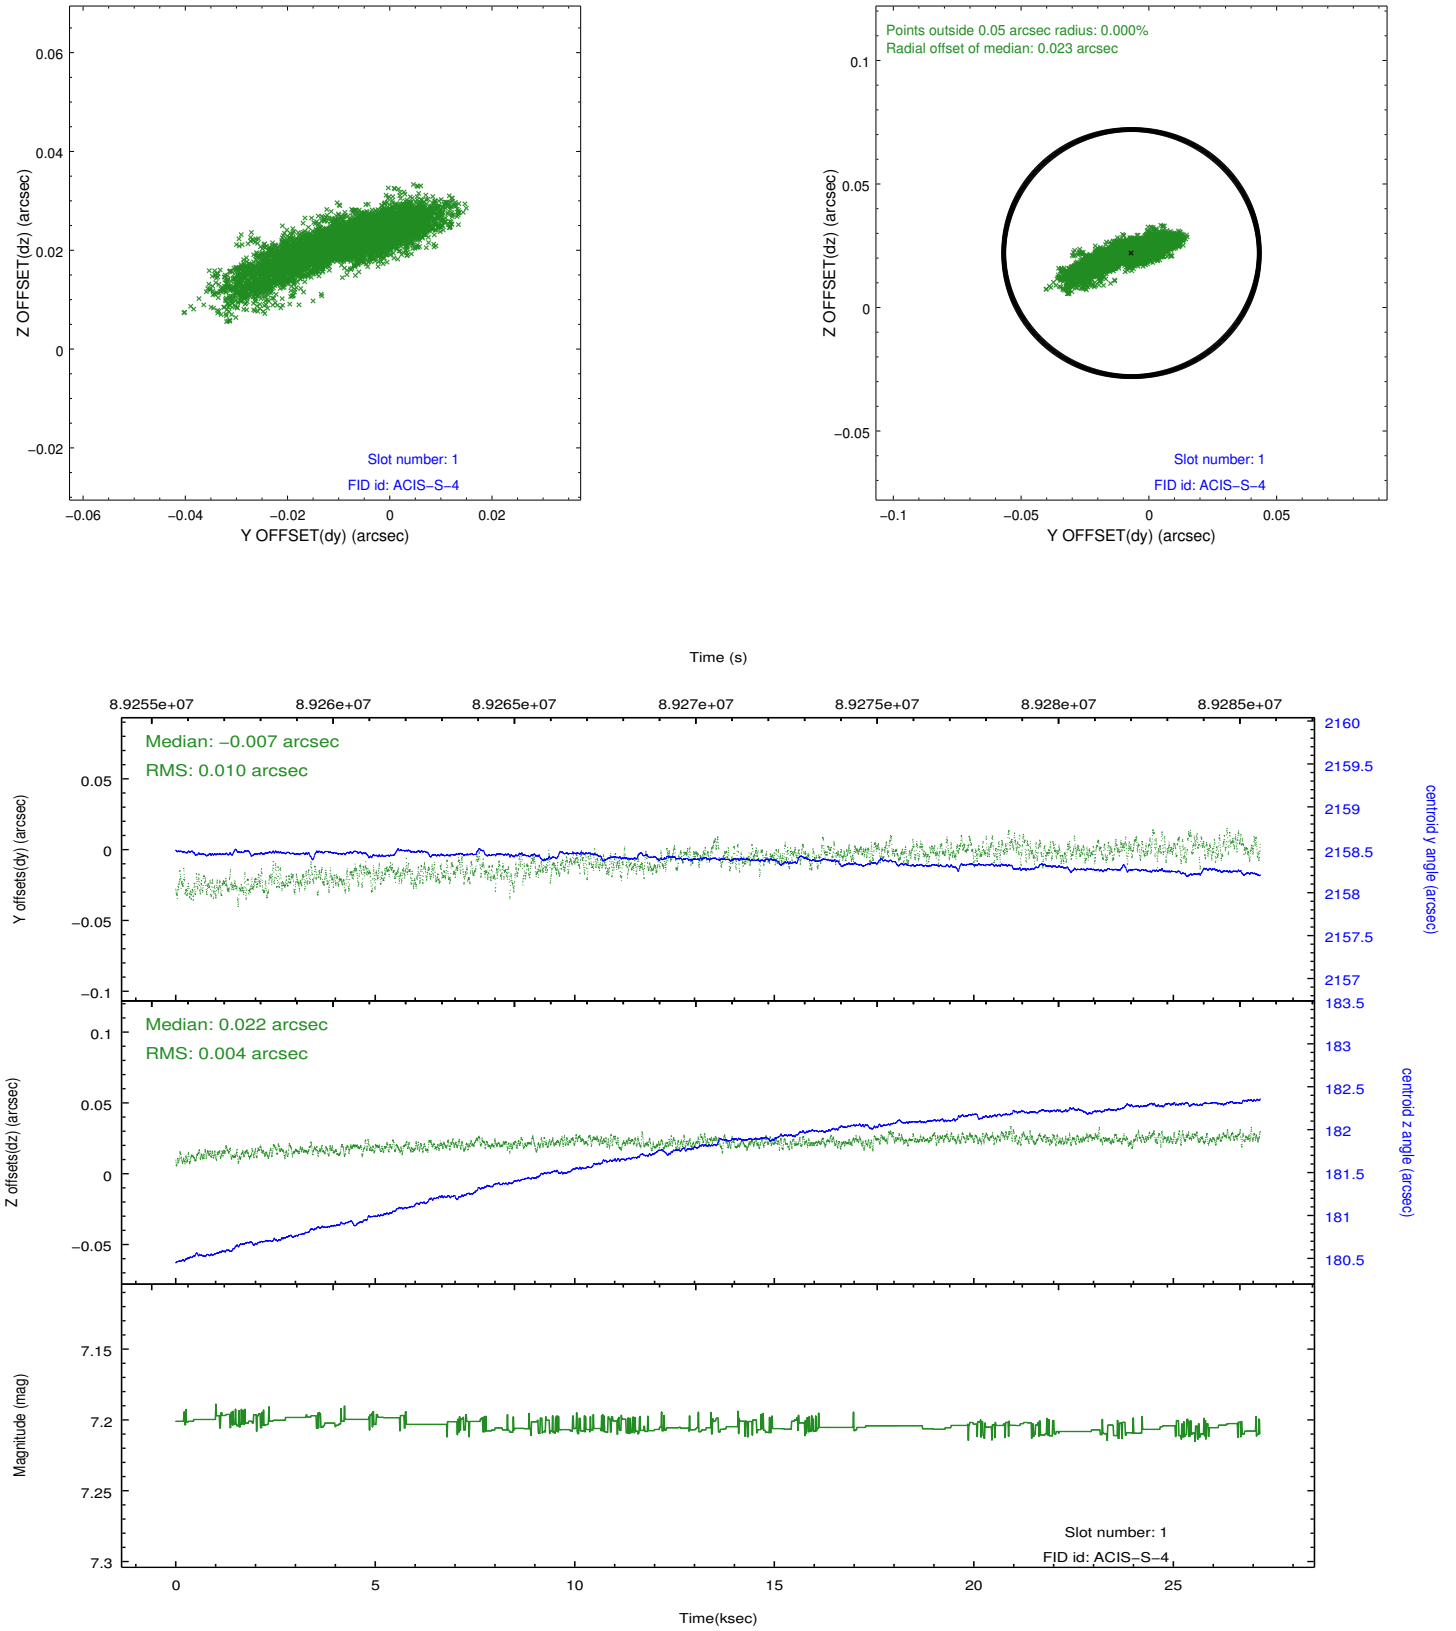 0.06
0.04
0.02
0
−0.02
Z OFFSET(dz) (arcsec)
Slot number: 1
FID id: ACIS−S−4
−0.06
−0.04
−0.02
0
0.02
Y OFFSET(dy) (arcsec)
Points outside 0.05 arcsec radius: 0.000%
Radial offset of median: 0.023 arcsec
0.1
0.05
0
−0.05
Z OFFSET(dz) (arcsec)
Slot number: 1
FID id: ACIS−S−4
−0.1
−0.05
0
0.05
Y OFFSET(dy) (arcsec)
Time (s)
8.9255e+07
8.926e+07
8.9265e+07
8.927e+07
8.9275e+07
8.928e+07
8.9285e+07
Median: −0.007 arcsec
RMS: 0.010 arcsec
0.05
0
−0.05
−0.1
Y offsets(dy) (arcsec)
2160
2159.5
2159
2158.5
2158
2157.5
2157
centroid y angle (arcsec)
Median: 0.022 arcsec
RMS: 0.004 arcsec
0.1
0.05
0
−0.05
Z offsets(dz) (arcsec)
183.5
183
182.5
182
181.5
181
180.5
centroid z angle (arcsec)
7.15
7.2
7.25
7.3
Magnitude (mag)
Slot number: 1
FID id: ACIS−S−4
0
5
10
15
20
25
Time(ksec)